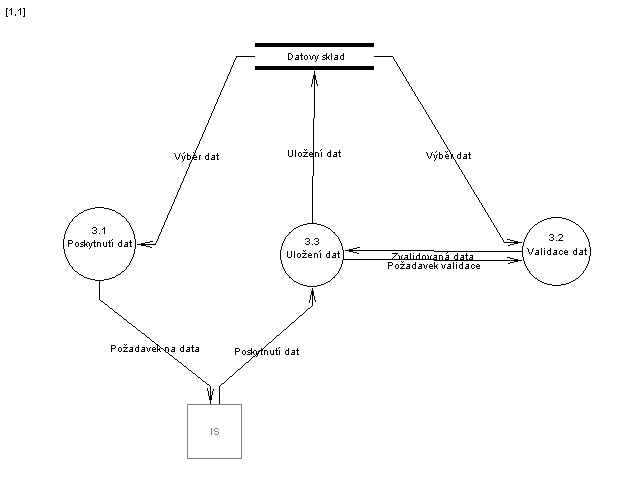 [1,1]
Datovy sklad
Výběr dat
Uložení dat
Výběr dat
3.1
Poskytnutí dat
3.3
Uložení dat
3.2
Validace dat
Zvalidovaná data
Požadavek validace
Požadavek na data
Poskytnutí dat
IS